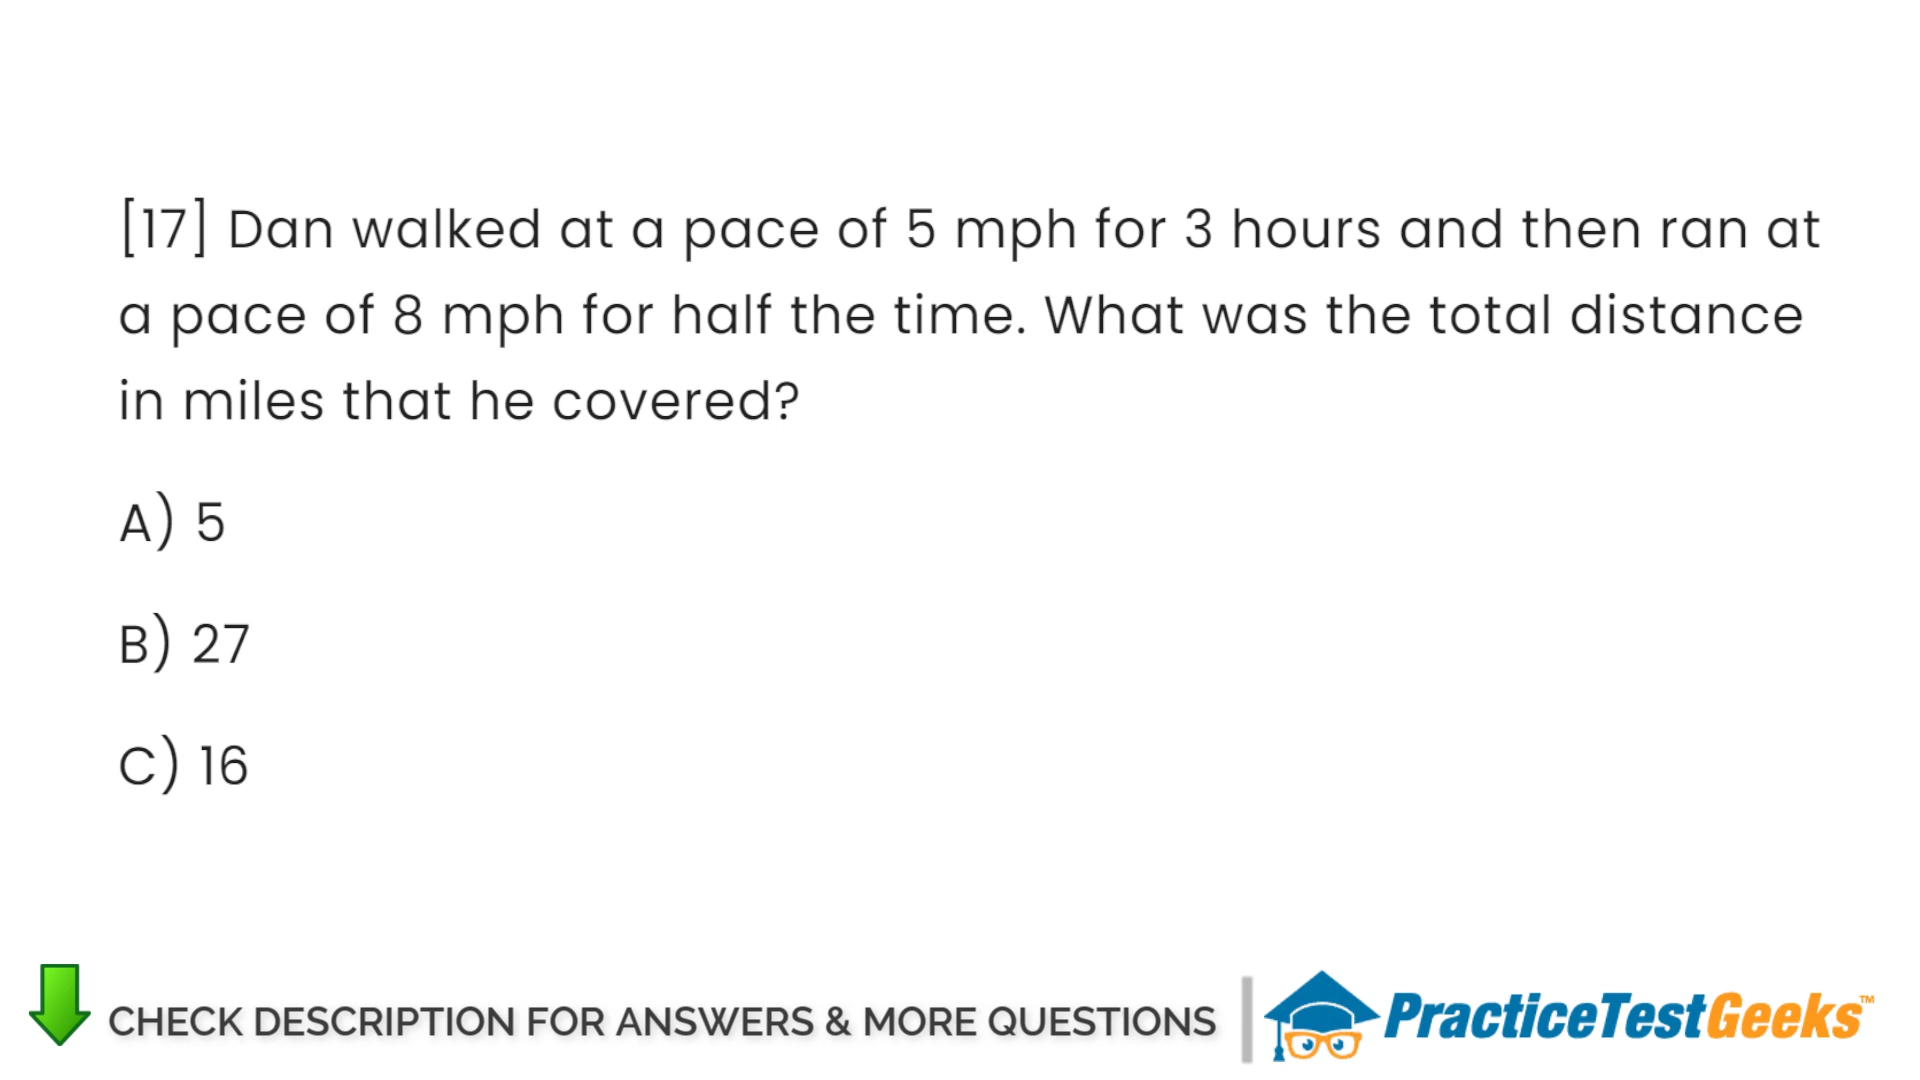 [17] Dan walked at a pace of 5 mph for 3 hours and then ran at
a pace of 8 mph for half the time. What was the total distance
in miles that he covered?
A) 5
B) 27
C) 16
CHECK DESCRIPTION FOR ANSWERS & MORE QUESTIONS
PracticeTestGeeks™